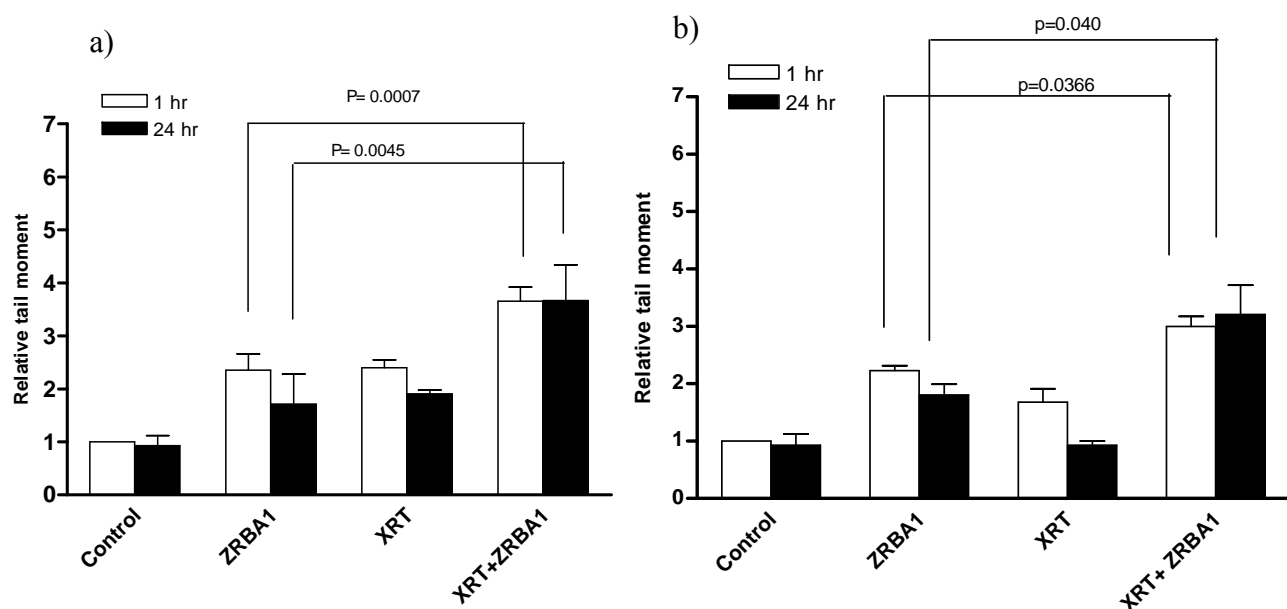 a)
1 hr
24 hr
P= 0.0007
P= 0.0045
Relative tail moment
7
6
5
4
3
2
1
0
Control
ZRBA1
XRT
XRT+ZRBA1
b)
1 hr
24 hr
p=0.040
p=0.0366
Relative tail moment
7
6
5
4
3
2
1
0
Control
ZRBA1
XRT
XRT+ ZRBA1